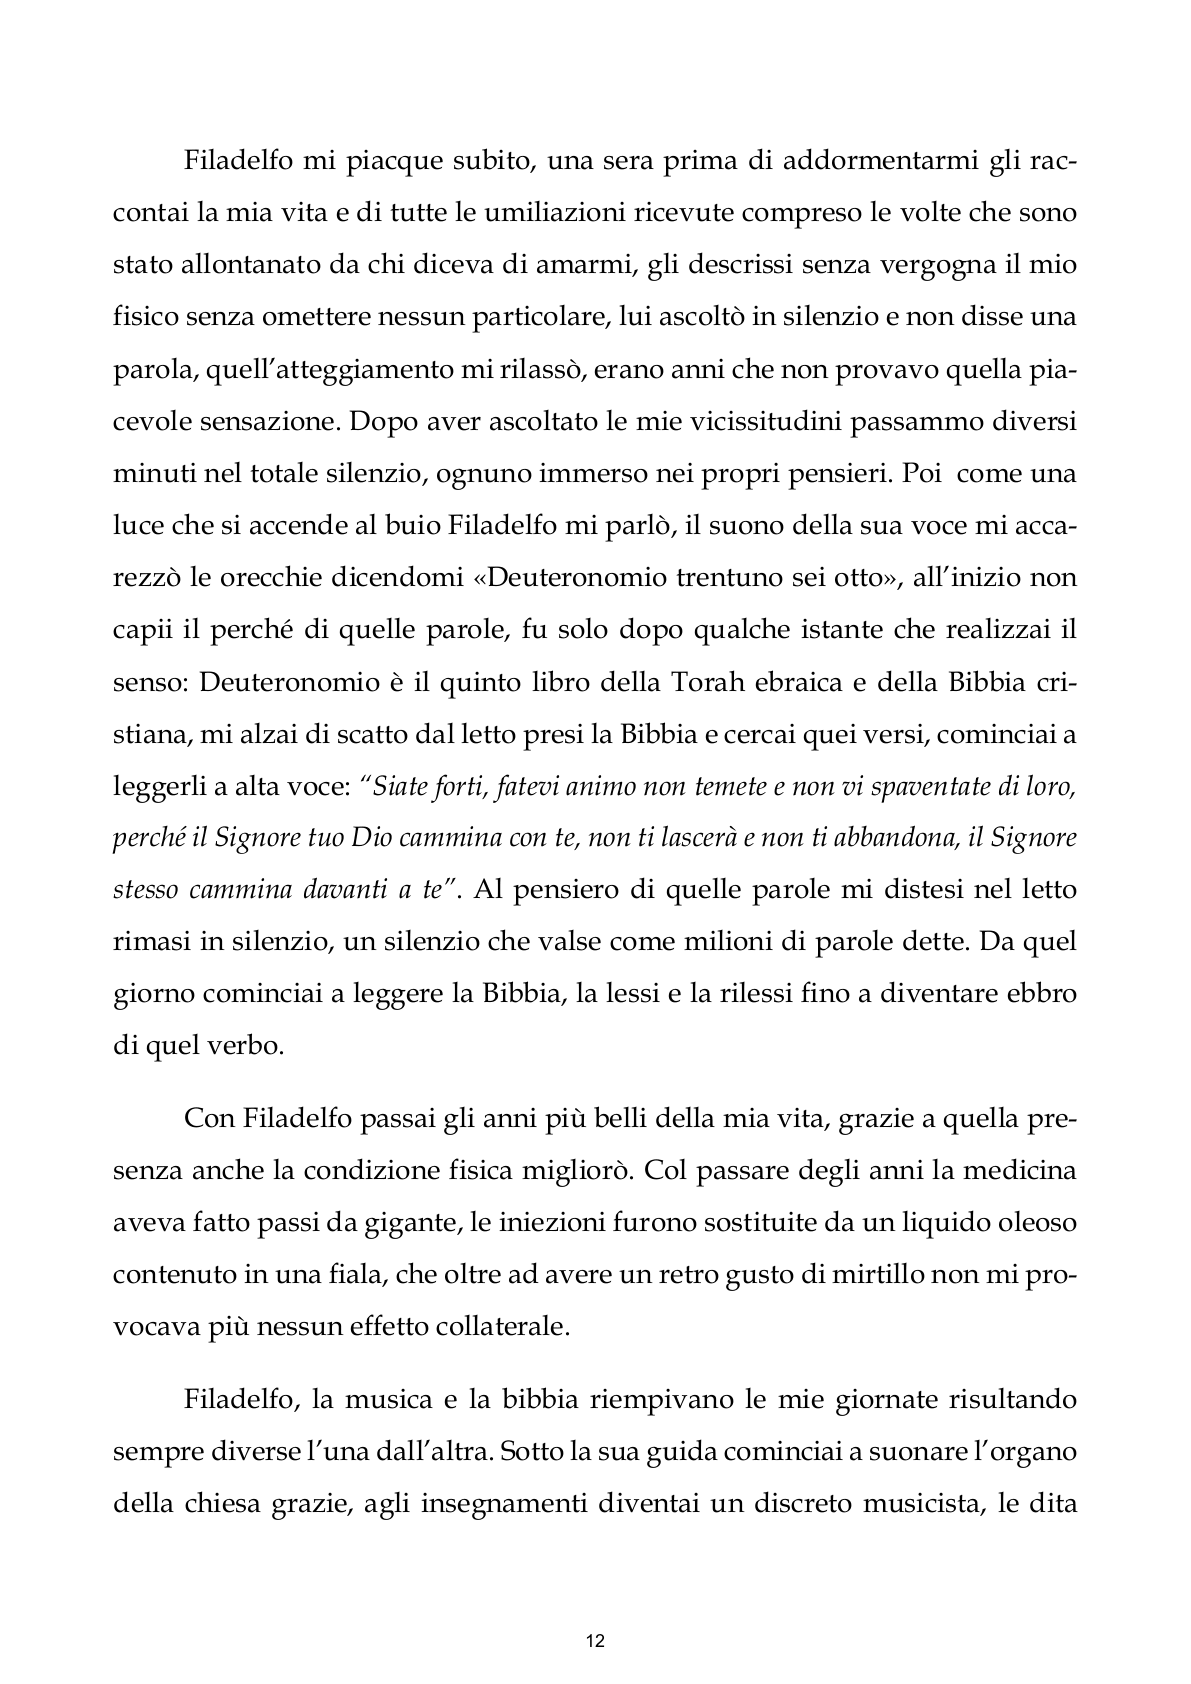 Filadelfo mi piacque subito, una sera prima di addormentarmi gli rac-
contai la mia vita e di tutte le umiliazioni ricevute compreso le volte che sono
stato allontanato da chi diceva di amarmi, gli descrissi senza vergogna il mio
fisico senza omettere nessun particolare, lui ascoltò in silenzio e non disse una
parola, quell’atteggiamento mi rilassò, erano anni che non provavo quella pia-
cevole sensazione. Dopo aver ascoltato le mie vicissitudini passammo diversi
minuti nel totale silenzio, ognuno immerso nei propri pensieri. Poi  come una
luce che si accende al buio Filadelfo mi parlò, il suono della sua voce mi acca-
rezzò le orecchie dicendomi «Deuteronomio trentuno sei otto», all’inizio non
capii il perché di quelle parole, fu solo dopo qualche istante che realizzai il
senso: Deuteronomio è il quinto libro della Torah ebraica e della Bibbia cri-
stiana, mi alzai di scatto dal letto presi la Bibbia e cercai quei versi, cominciai a
leggerli a alta voce: “Siate forti, fatevi animo non temete e non vi spaventate di loro,
perché il Signore tuo Dio cammina con te, non ti lascerà e non ti abbandona, il Signore
stesso cammina davanti a te”. Al pensiero di quelle parole mi distesi nel letto
rimasi in silenzio, un silenzio che valse come milioni di parole dette. Da quel
giorno cominciai a leggere la Bibbia, la lessi e la rilessi fino a diventare ebbro
di quel verbo.
Con Filadelfo passai gli anni più belli della mia vita, grazie a quella pre-
senza anche la condizione fisica migliorò. Col passare degli anni la medicina
aveva fatto passi da gigante, le iniezioni furono sostituite da un liquido oleoso
contenuto in una fiala, che oltre ad avere un retro gusto di mirtillo non mi pro-
vocava più nessun effetto collaterale.
Filadelfo, la musica e la bibbia riempivano le mie giornate risultando
sempre diverse l’una dall’altra. Sotto la sua guida cominciai a suonare l’organo
della chiesa grazie, agli insegnamenti diventai un discreto musicista, le dita
12